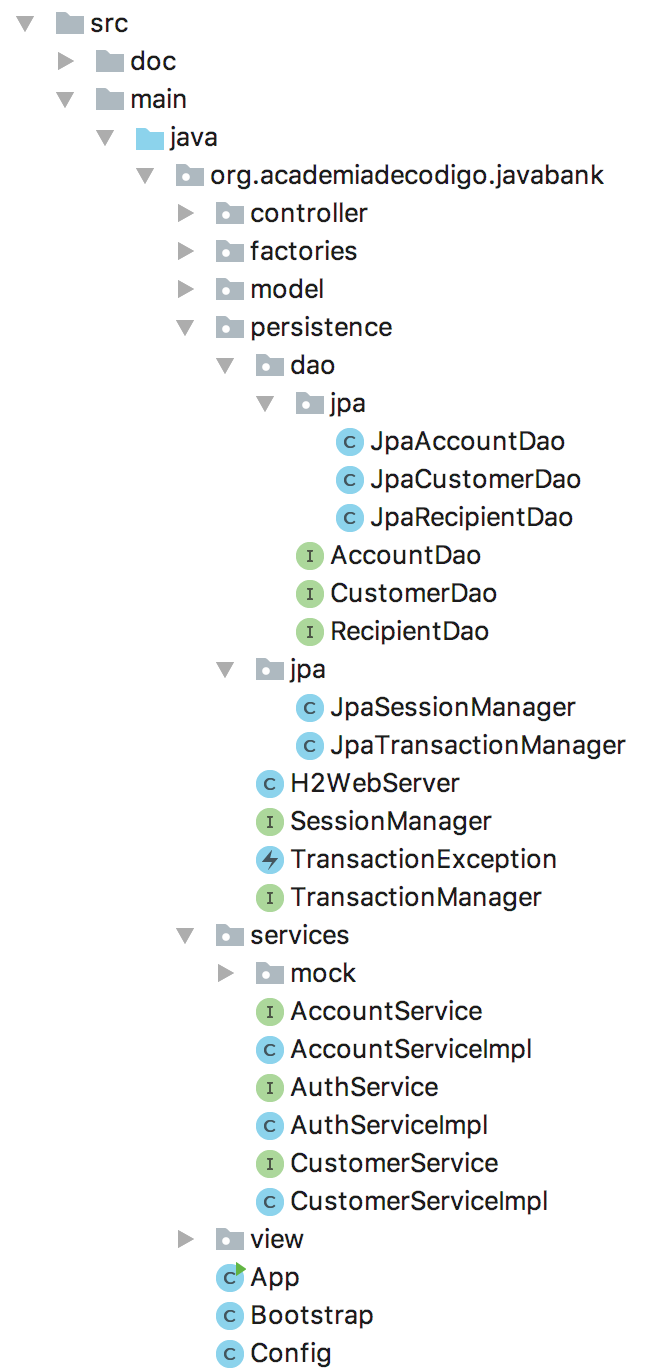 src
doc
main
java
org.academiadecodigo.javabank
controller
factories
model
persistence
dao
jpa
C JpaAccountDao
C JpaCustomerDao
C JpaRecipientDao
I AccountDao
I CustomerDao
I RecipientDao
jpa
C JpaSessionManager
C JpaTransactionManager
C H2WebServer
I SessionManager
TransactionException
I TransactionManager
services
mock
I AccountService
C AccountServiceImpl
I AuthService
C AuthServiceImpl
I CustomerService
C CustomerServiceImpl
view
C App
C Bootstrap
C Config